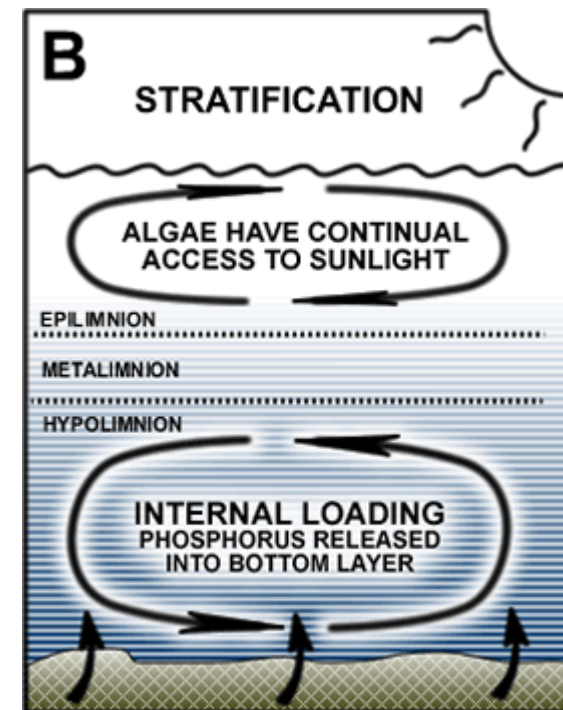 B
STRATIFICATION
ALGAE HAVE CONTINUAL
ACCESS TO SUNLIGHT
EPILIMNION
METALIMNION
HYPOLIMNION
INTERNAL LOADING
PHOSPHORUS RELEASED
INTO BOTTOM LAYER